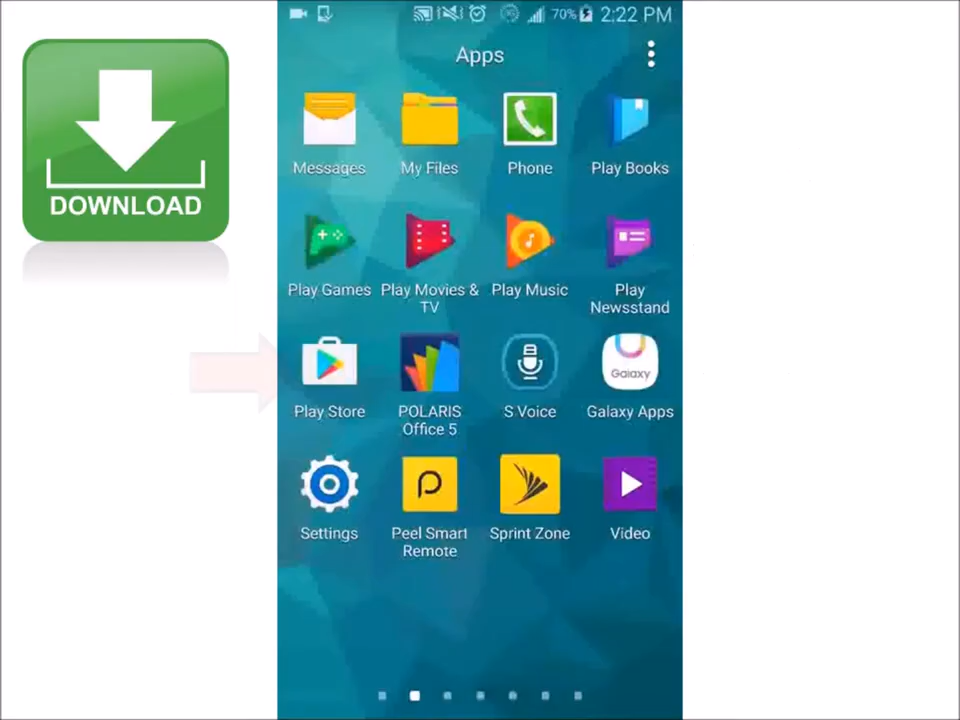 70% 2:22 PM
Apps
DOWNLOAD
Messages
My Files
Phone
Play Books
Play Games
Play Movies &
TV
Play Music
Play
Newsstand
Galaxy
Play Store
POLARIS
Office 5
S Voice
Galaxy Apps
Settings
Peel Smart
Remote
Sprint Zone
Video